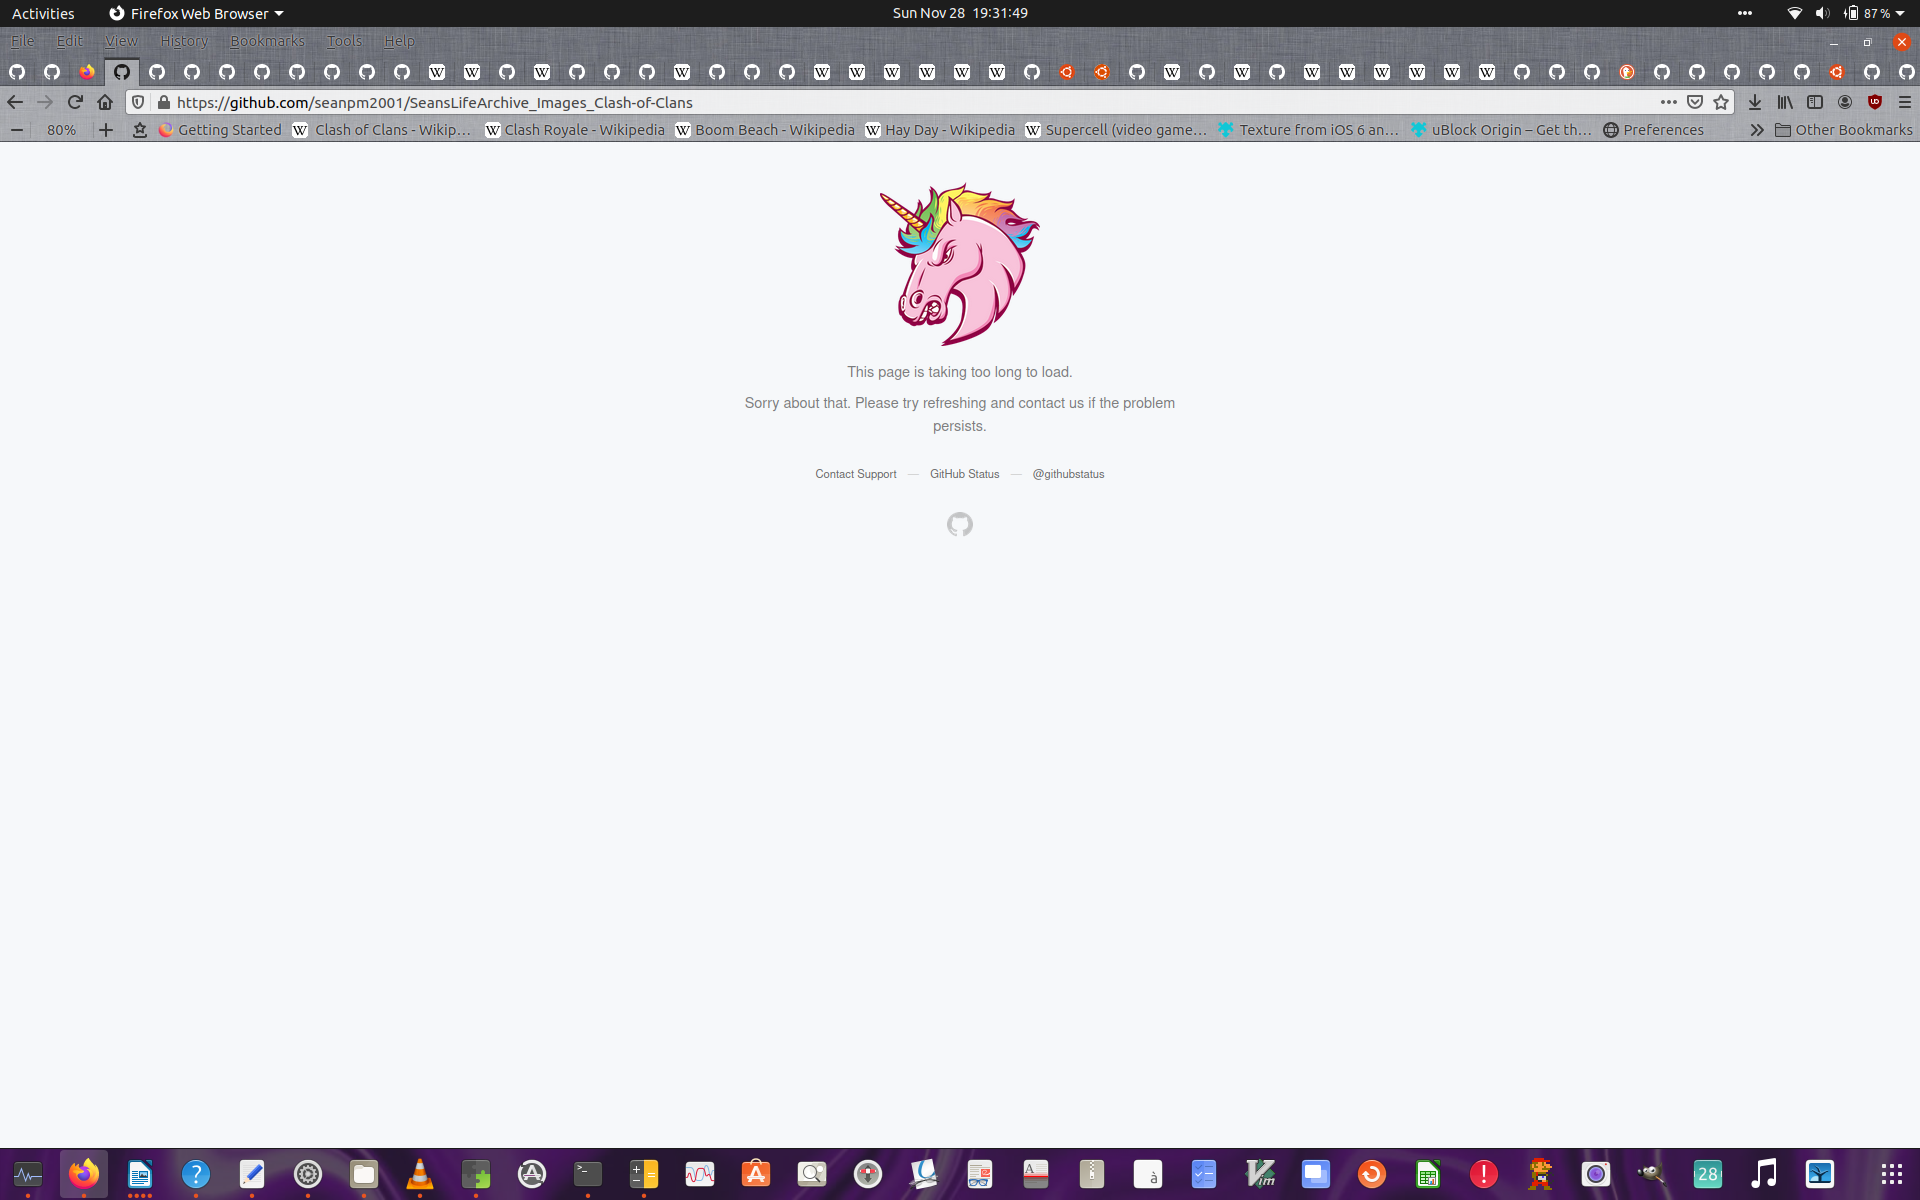 Activities Firefox Web Browser Sun Nov 28 19:31:49 87 %
File Edit View History Bookmarks Tools Help
https://github.com/seanpm2001/SeansLifeArchive_Images_Clash-of-Clans
80% Getting Started Clash of Clans - Wikip… Clash Royale - Wikipedia Boom Beach - Wikipedia Hay Day - Wikipedia Supercell (video game… Texture from iOS 6 an… uBlock Origin – Get th… Preferences Other Bookmarks
This page is taking too long to load.
Sorry about that. Please try refreshing and contact us if the problem
persists.
Contact Support — GitHub Status — @githubstatus
28